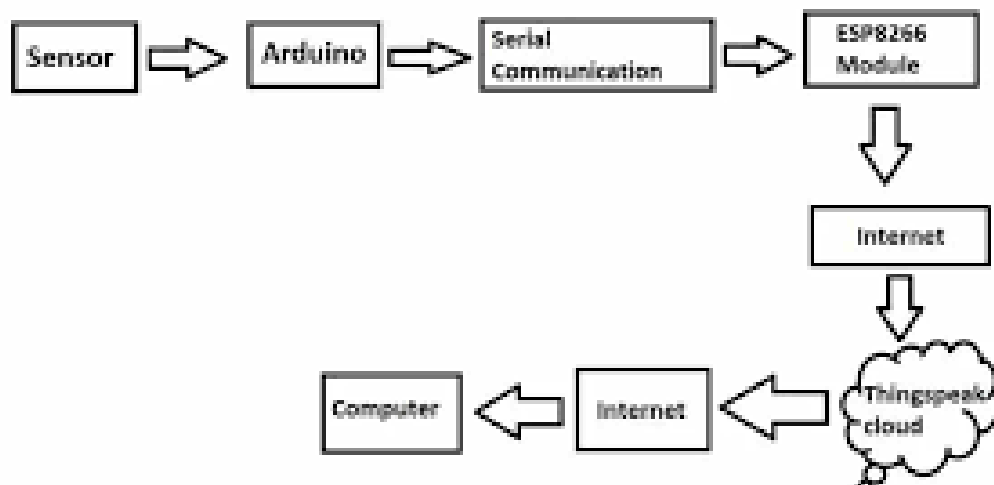 Sensor
Arduino
Serial
Communication
ESP8266
Module
Internet
Thingspeak
cloud
Internet
Computer